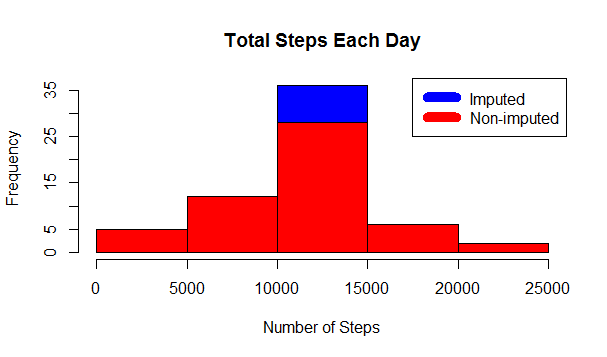 Total Steps Each Day
Imputed
Non-imputed
Frequency
35
25
15
5
0
0 5000 10000 15000 20000 25000
Number of Steps